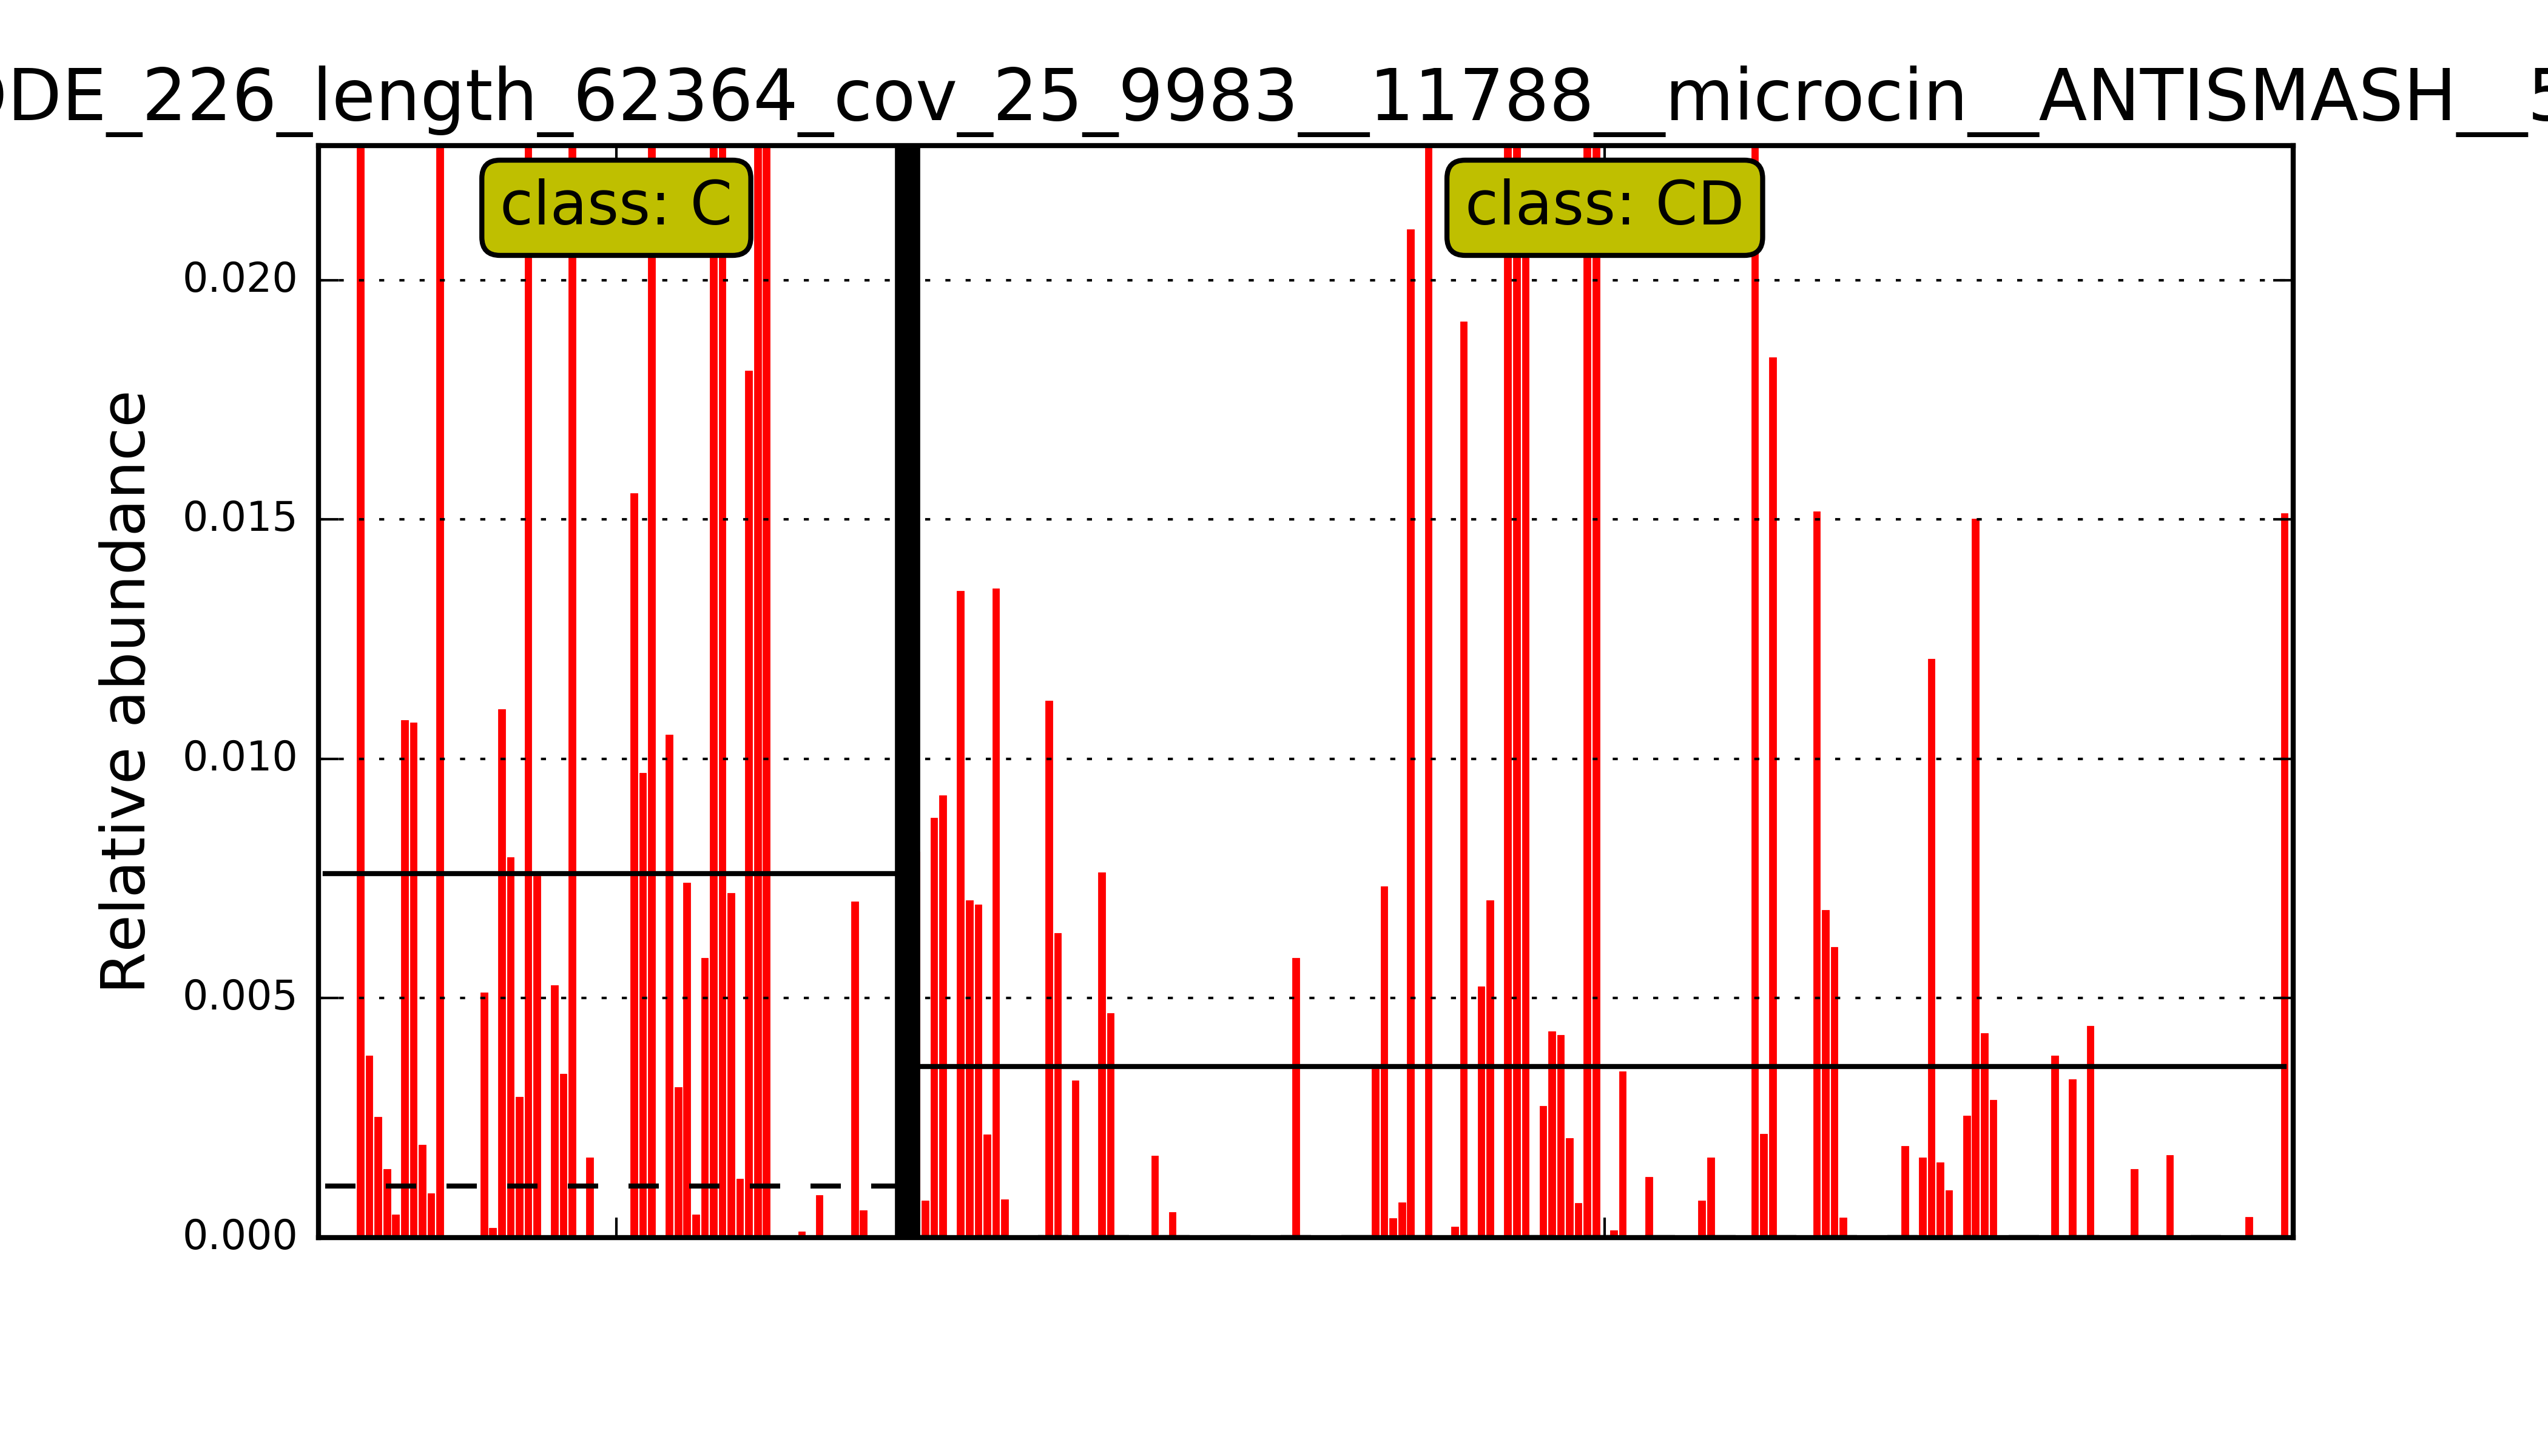 DE_226_length_62364_cov_25_9983__11788__microcin__ANTISMASH__5
class: C
class: CD
Relative abundance
0.020
0.015
0.010
0.005
0.000